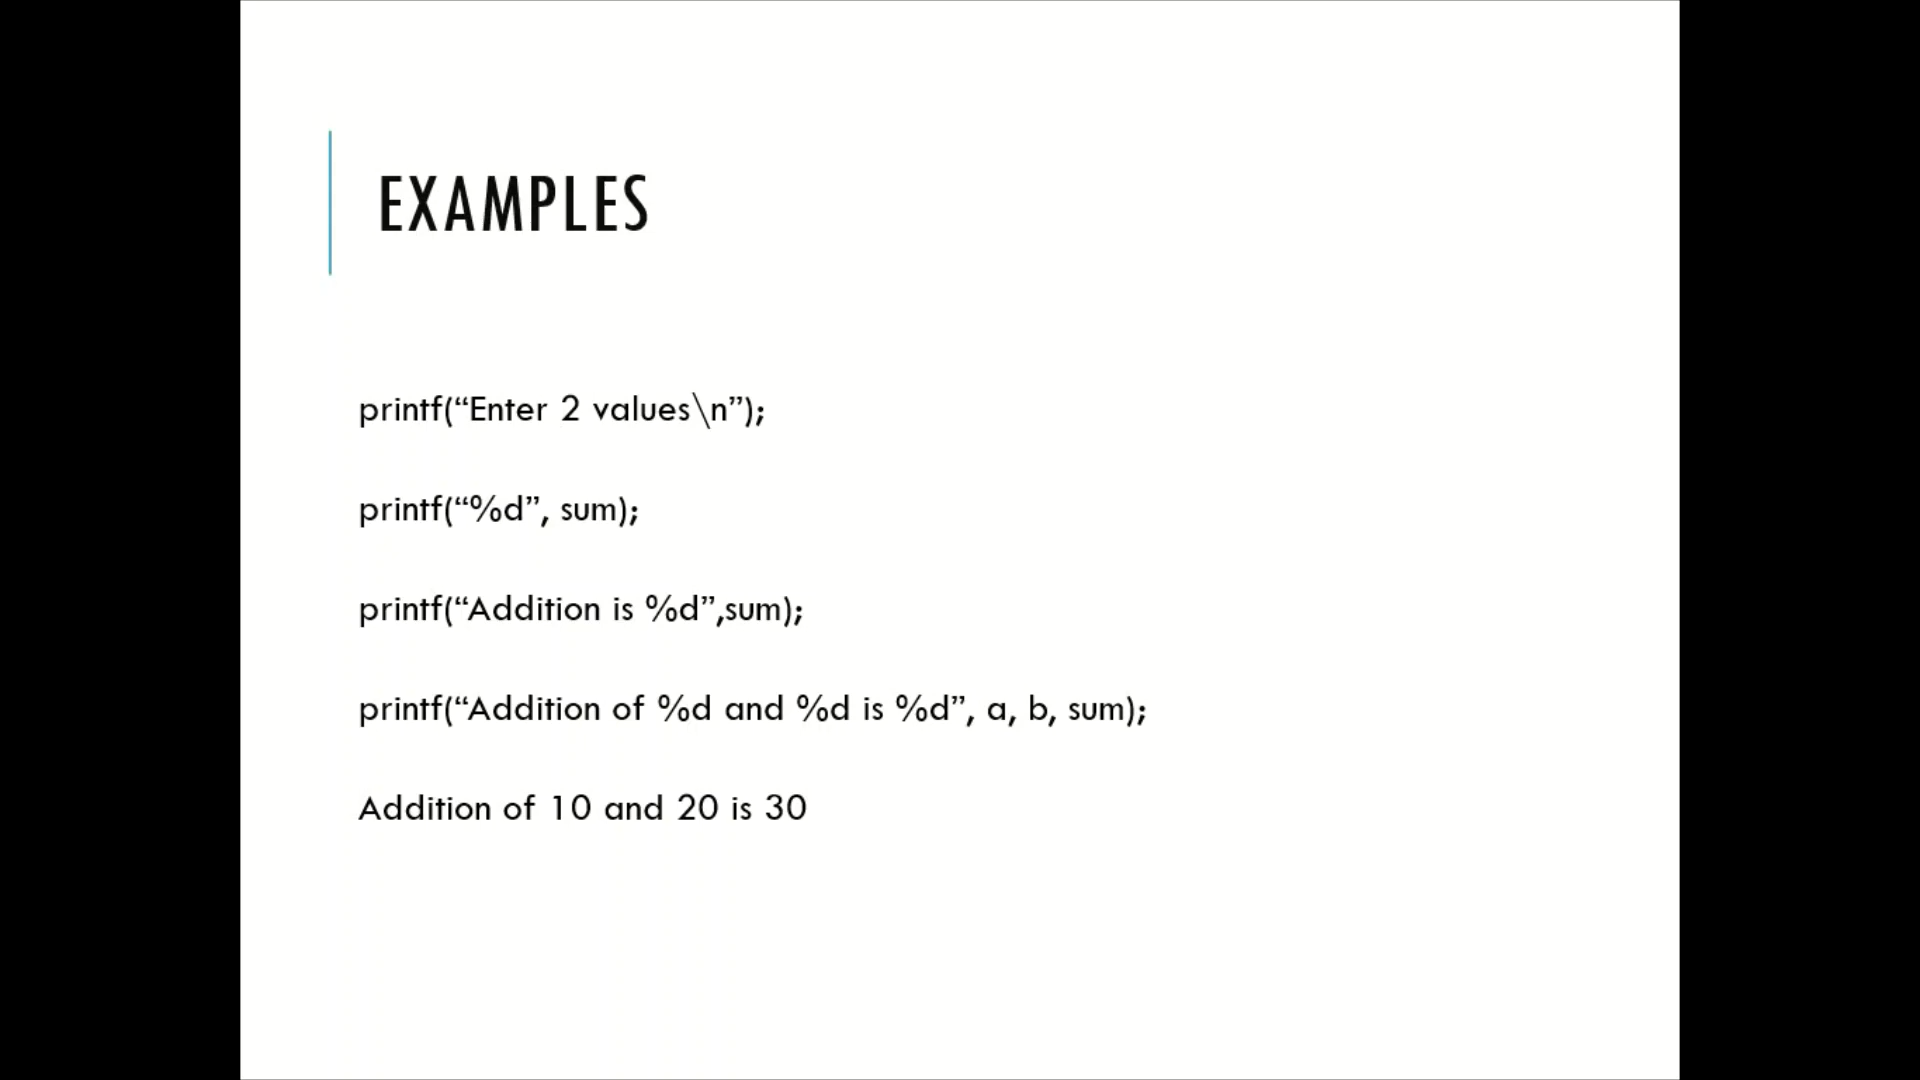 EXAMPLES
printf(“Enter 2 values\n”);
printf(“%d”, sum);
printf(“Addition is %d”,sum);
printf(“Addition of %d and %d is %d”, a, b, sum);
Addition of 10 and 20 is 30